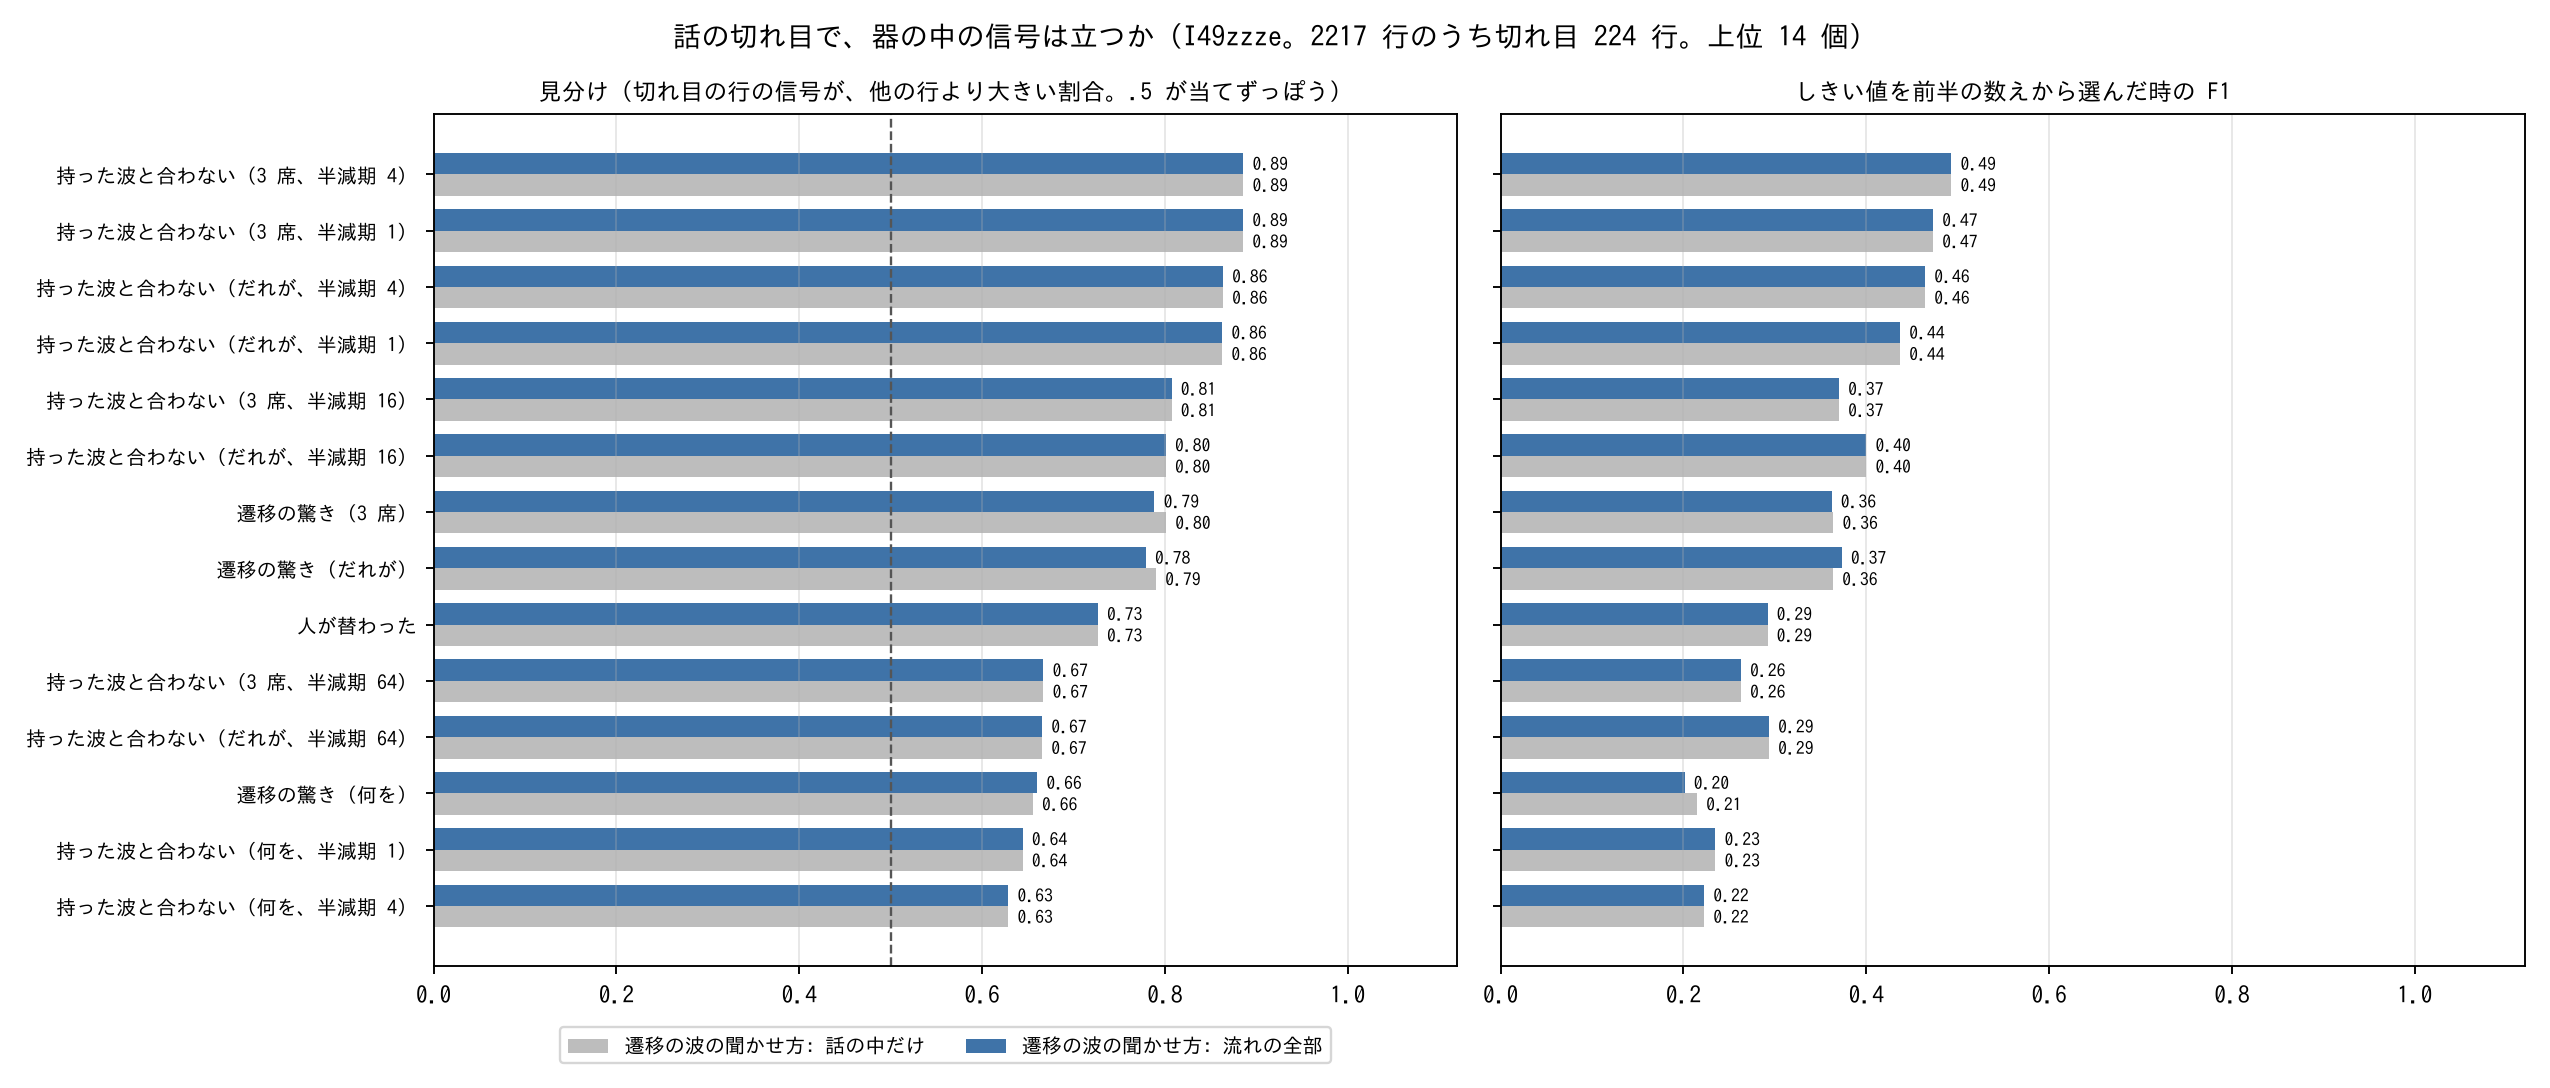 話の切れ目で、器の中の信号は立つか（I49zzze。2217 行のうち切れ目 224 行。上位 14 個）
見分け（切れ目の行の信号が、他の行より大きい割合。.5 が当てずっぽう）
持った波と合わない（3 席、半減期 4） 0.89
0.89
持った波と合わない（3 席、半減期 1） 0.89
0.89
持った波と合わない（だれが、半減期 4） 0.86
0.86
持った波と合わない（だれが、半減期 1） 0.86
0.86
持った波と合わない（3 席、半減期 16） 0.81
0.81
持った波と合わない（だれが、半減期 16） 0.80
0.80
遷移の驚き（3 席） 0.79
0.80
遷移の驚き（だれが） 0.78
0.79
人が替わった 0.73
0.73
持った波と合わない（3 席、半減期 64） 0.67
0.67
持った波と合わない（だれが、半減期 64） 0.67
0.67
遷移の驚き（何を） 0.66
0.66
持った波と合わない（何を、半減期 1） 0.64
0.64
持った波と合わない（何を、半減期 4） 0.63
0.63
0.0 0.2 0.4 0.6 0.8 1.0
しきい値を前半の数えから選んだ時の F1
0.49
0.49
0.47
0.47
0.46
0.46
0.44
0.44
0.37
0.37
0.40
0.40
0.36
0.36
0.37
0.36
0.29
0.29
0.26
0.26
0.29
0.29
0.20
0.21
0.23
0.23
0.22
0.22
0.0 0.2 0.4 0.6 0.8 1.0
遷移の波の聞かせ方: 話の中だけ 遷移の波の聞かせ方: 流れの全部